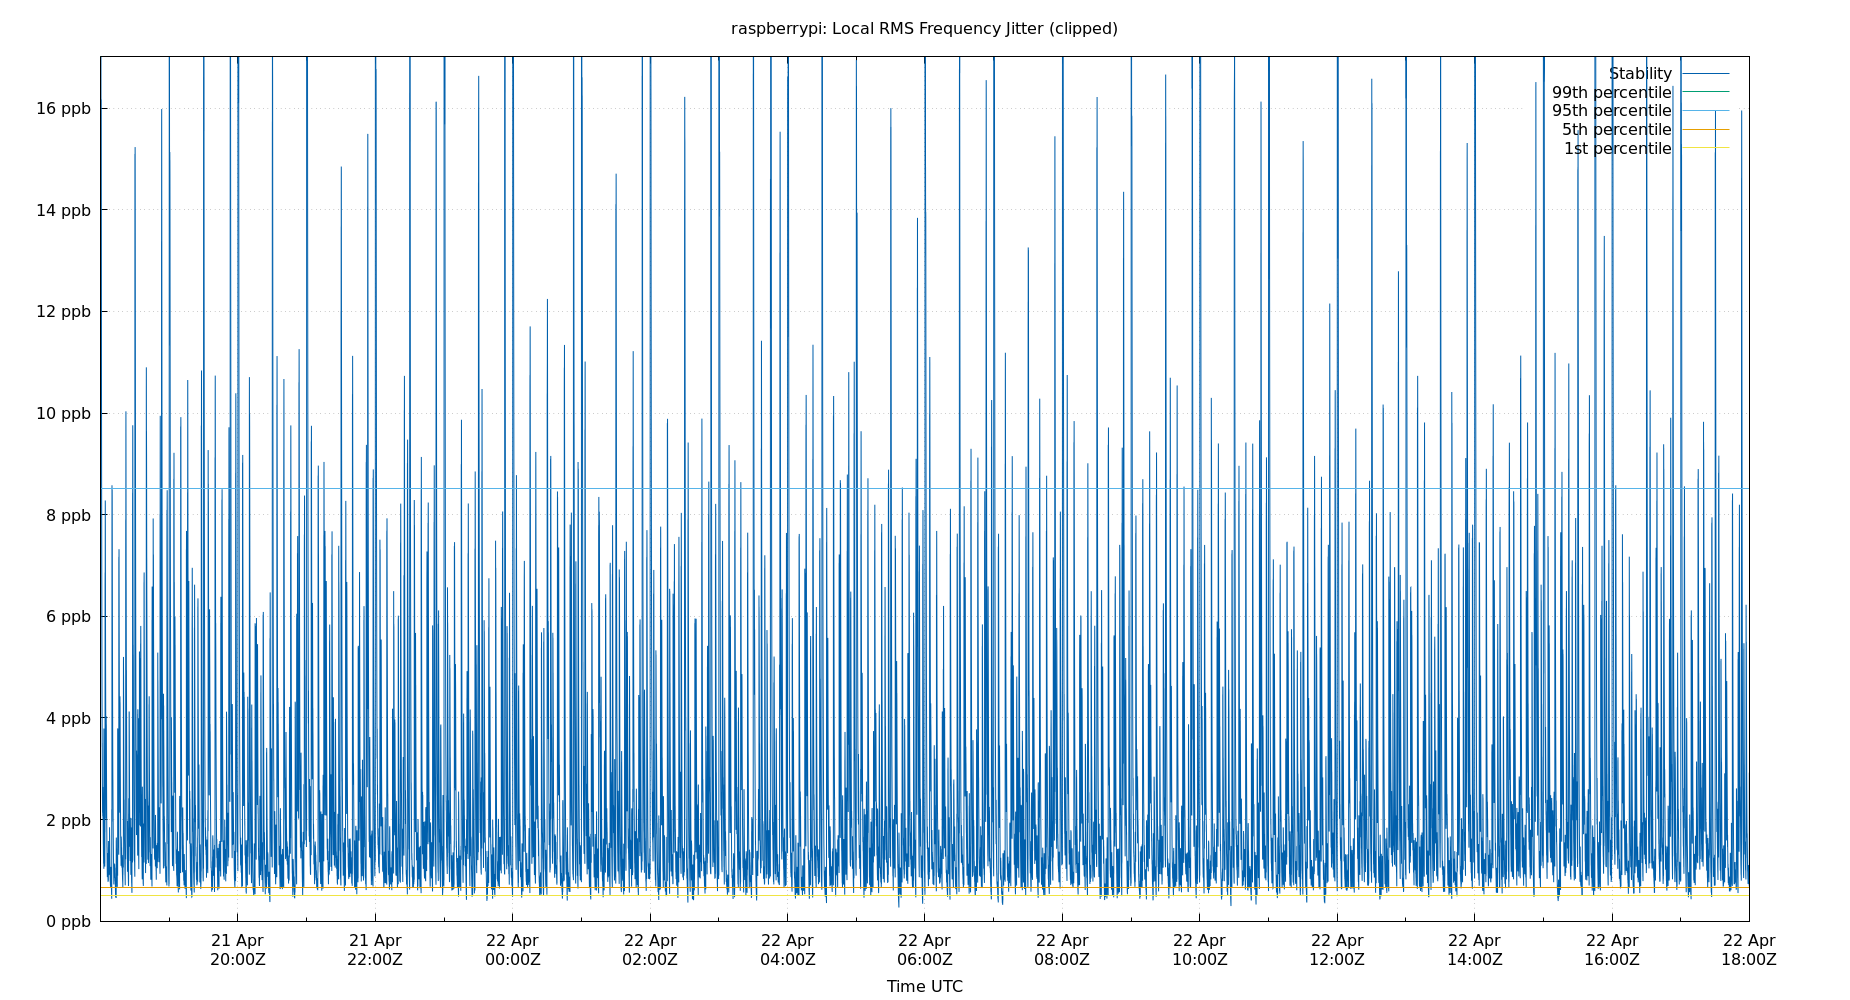 raspberrypi: Local RMS Frequency Jitter (clipped)
Stability
99th percentile
95th percentile
5th percentile
1st percentile
16 ppb
14 ppb
12 ppb
10 ppb
8 ppb
6 ppb
4 ppb
2 ppb
0 ppb
21 Apr 21 Apr 22 Apr 22 Apr 22 Apr 22 Apr 22 Apr 22 Apr 22 Apr 22 Apr 22 Apr 22 Apr
20:00Z 22:00Z 00:00Z 02:00Z 04:00Z 06:00Z 08:00Z 10:00Z 12:00Z 14:00Z 16:00Z 18:00Z
Time UTC